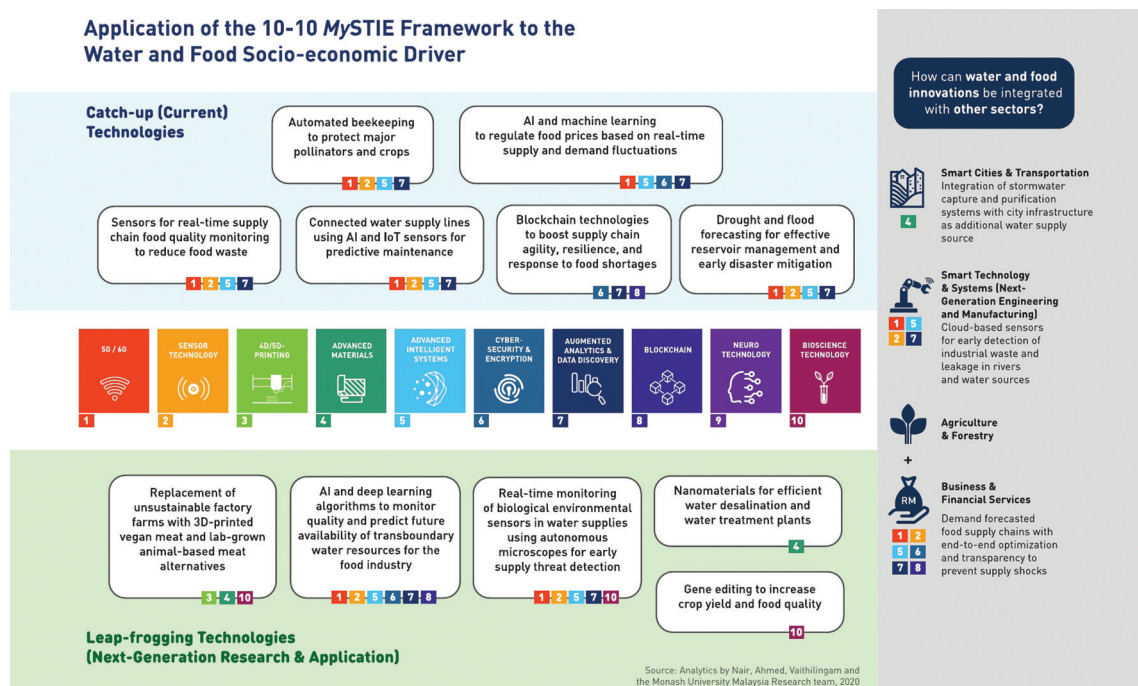 Application of the 10-10 MySTIE Framework to the
Water and Food Socio-economic Driver
Catch-up (Current)
Technologies
Automated beekeeping
to protect major
pollinators and crops
1 2 5 7
AI and machine learning
to regulate food prices based on real-time
supply and demand fluctuations
1 5 6 7
Sensors for real-time supply
chain food quality monitoring
to reduce food waste
1 2 5 7
Connected water supply lines
using AI and IoT sensors for
predictive maintenance
1 2 5 7
Blockchain technologies
to boost supply chain
agility, resilience, and
response to food shortages
6 7 8
Drought and flood
forecasting for effective
reservoir management and
early disaster mitigation
1 2 5 7
5G / 6G
1
SENSOR
TECHNOLOGY
2
4D/5D-
PRINTING
3
ADVANCED
MATERIALS
4
ADVANCED
INTELLIGENT
SYSTEMS
5
CYBER-
SECURITY &
ENCRYPTION
6
AUGMENTED
ANALYTICS &
DATA DISCOVERY
7
BLOCKCHAIN
8
NEURO
TECHNOLOGY
9
BIOSCIENCE
TECHNOLOGY
10
Replacement of
unsustainable factory
farms with 3D-printed
vegan meat and lab-grown
animal-based meat
alternatives
3 4 10
AI and deep learning
algorithms to monitor
quality and predict future
availability of transboundary
water resources for the
food industry
1 2 5 6 7 8
Real-time monitoring
of biological environmental
sensors in water supplies
using autonomous
microscopes for early
supply threat detection
1 2 5 7 10
Nanomaterials for efficient
water desalination and
water treatment plants
4
Gene editing to increase
crop yield and food quality
10
Leap-frogging Technologies
(Next-Generation Research & Application)
Source: Analytics by Nair, Ahmed, Vaithilingam and
the Monash University Malaysia Research team, 2020
How can water and food
innovations be integrated
with other sectors?
Smart Cities & Transportation
Integration of stormwater
capture and purification
systems with city infrastructure
as additional water supply
source
4
Smart Technology
& Systems (Next-
Generation Engineering
and Manufacturing)
Cloud-based sensors
for early detection of
industrial waste and
leakage in rivers
and water sources
1 5
2 7
Agriculture
& Forestry
+
Business &
Financial Services
RM
Demand forecasted
food supply chains with
end-to-end optimization
and transparency to
prevent supply shocks
1 2
5 6
7 8